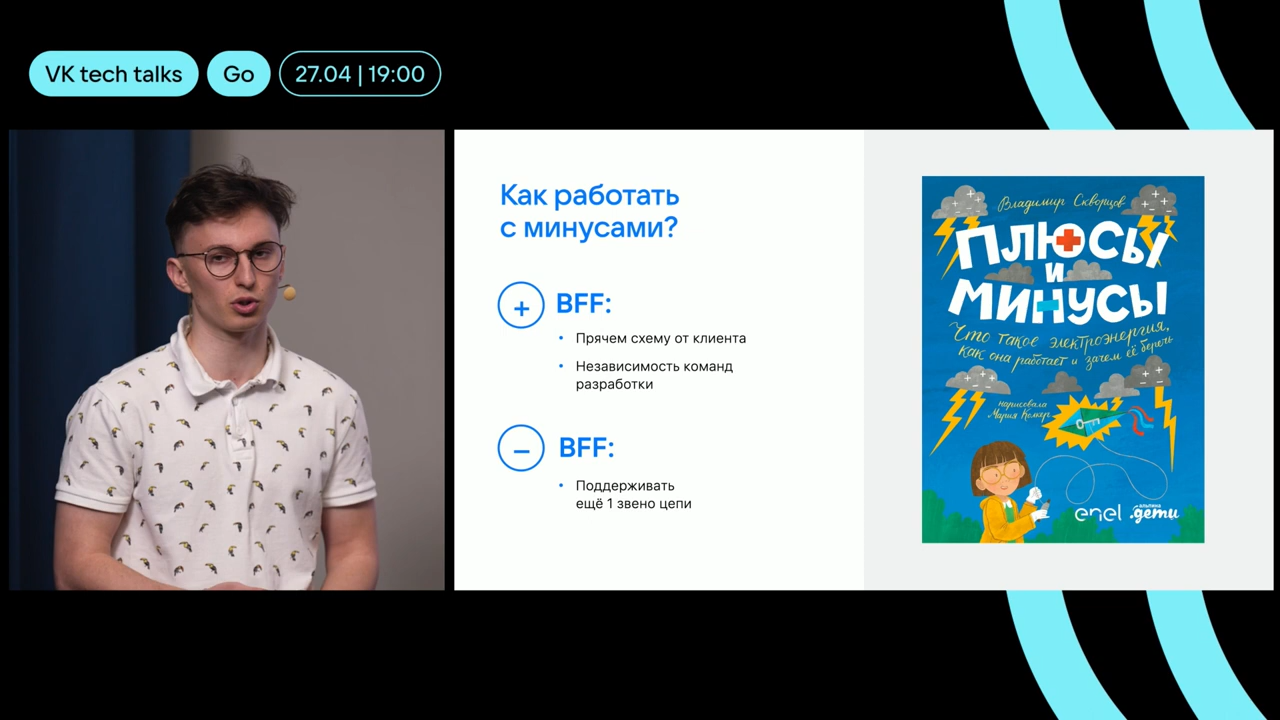 VK tech talks
Go
27.04 | 19:00
Как работать
с минусами?
+ BFF:
• Прячем схему от клиента
• Независимость команд
разработки
− BFF:
• Поддерживать
ещё 1 звено цепи
Владимир Скворцов
ПЛЮСЫ
И
МИНУСЫ
Что такое электроэнергия,
как она работает и зачем её беречь
нарисовала
Мария Колкер
enel
альпина
.дети